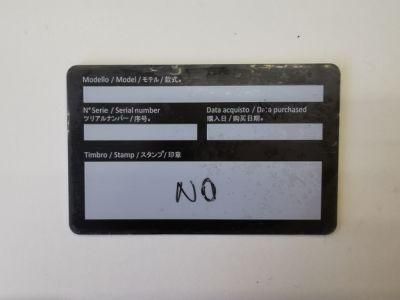 Modello / Model / モデル / 款式。
N° Serie / Serial number
ツリアルナンバー / 序号。
Data acquisto / Data purchased
購入日 / 购买日期。
Timbro / Stamp / スタンプ / 印意
NO